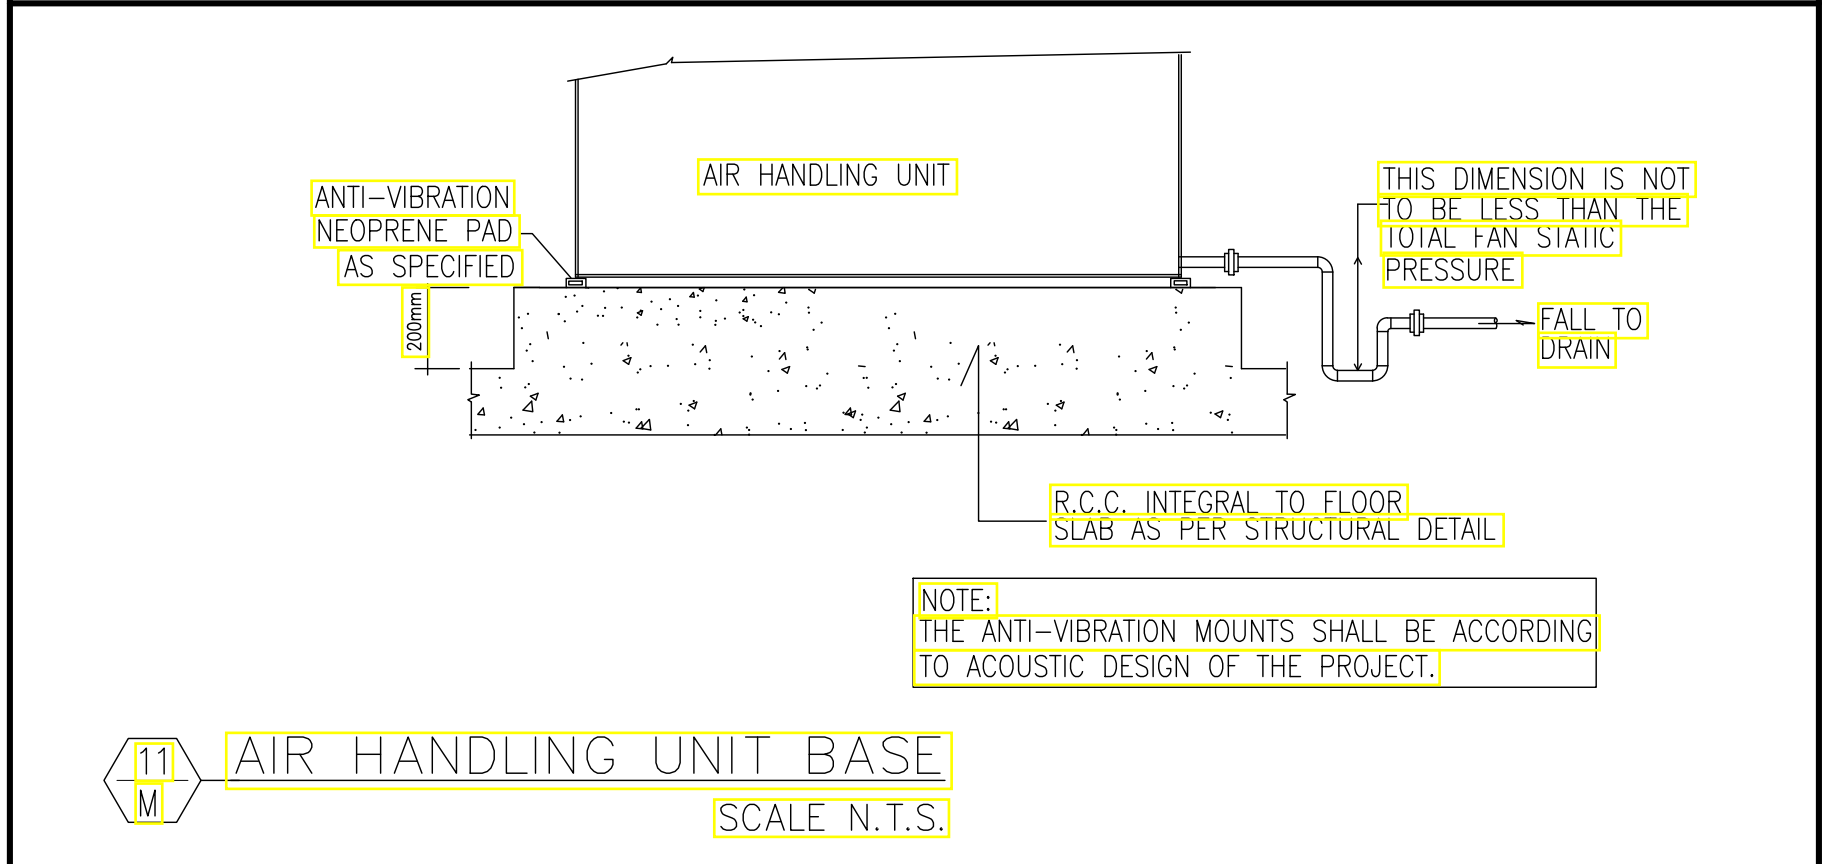 AIR HANDLING UNIT
ANTI-VIBRATION
NEOPRENE PAD
AS SPECIFIED
200mm
THIS DIMENSION IS NOT
TO BE LESS THAN THE
TOTAL FAN STATIC
PRESSURE
FALL TO
DRAIN
R.C.C. INTEGRAL TO FLOOR
SLAB AS PER STRUCTURAL DETAIL
NOTE:
THE ANTI-VIBRATION MOUNTS SHALL BE ACCORDING
TO ACOUSTIC DESIGN OF THE PROJECT.
11
M
AIR HANDLING UNIT BASE
SCALE N.T.S.